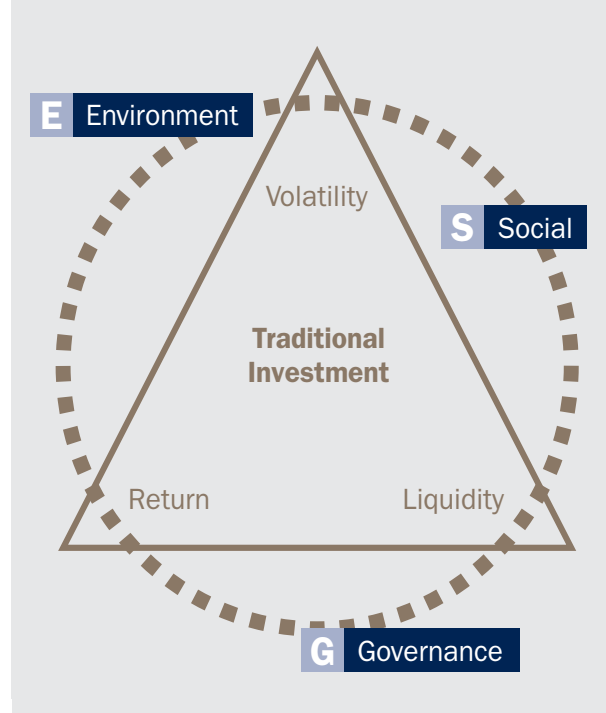 E Environment
Volatility
S Social
Traditional
Investment
Return
Liquidity
G Governance